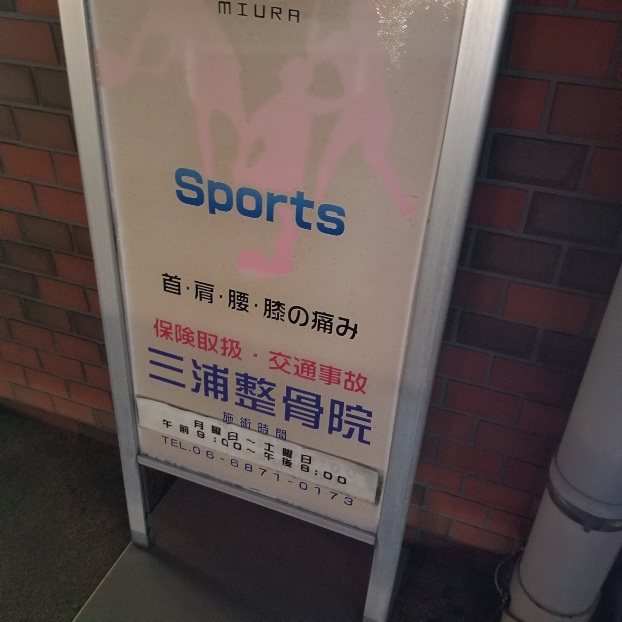 MIURA
Sports
首・肩・腰・膝の痛み
保険取扱・交通事故
三浦整骨院
施術時間
月曜日〜土曜日
午前9:00〜午後8:00
TEL.06-6871-0173